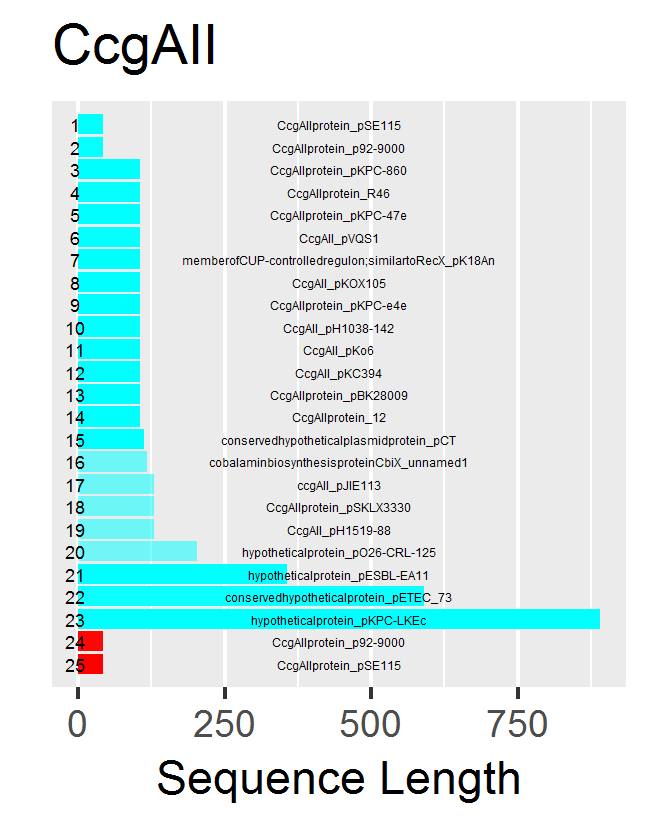 CcgAII
1 CcgAIIprotein_pSE115
2 CcgAIIprotein_p92-9000
3 CcgAIIprotein_pKPC-860
4 CcgAIIprotein_R46
5 CcgAIIprotein_pKPC-47e
6 CcgAII_pVQS1
7 memberofCUP-controlledregulon;similartoRecX_pK18An
8 CcgAII_pKOX105
9 CcgAIIprotein_pKPC-e4e
10 CcgAII_pH1038-142
11 CcgAII_pKo6
12 CcgAII_pKC394
13 CcgAIIprotein_pBK28009
14 CcgAIIprotein_12
15 conservedhypotheticalplasmidprotein_pCT
16 cobalaminbiosynthesisproteinCbiX_unnamed1
17 ccgAII_pJIE113
18 CcgAIIprotein_pSKLX3330
19 CcgAII_pH1519-88
20 hypotheticalprotein_pO26-CRL-125
21 hypotheticalprotein_pESBL-EA11
22 conservedhypotheticalprotein_pETEC_73
23 hypotheticalprotein_pKPC-LKEc
24 CcgAIIprotein_p92-9000
25 CcgAIIprotein_pSE115
0 250 500 750
Sequence Length